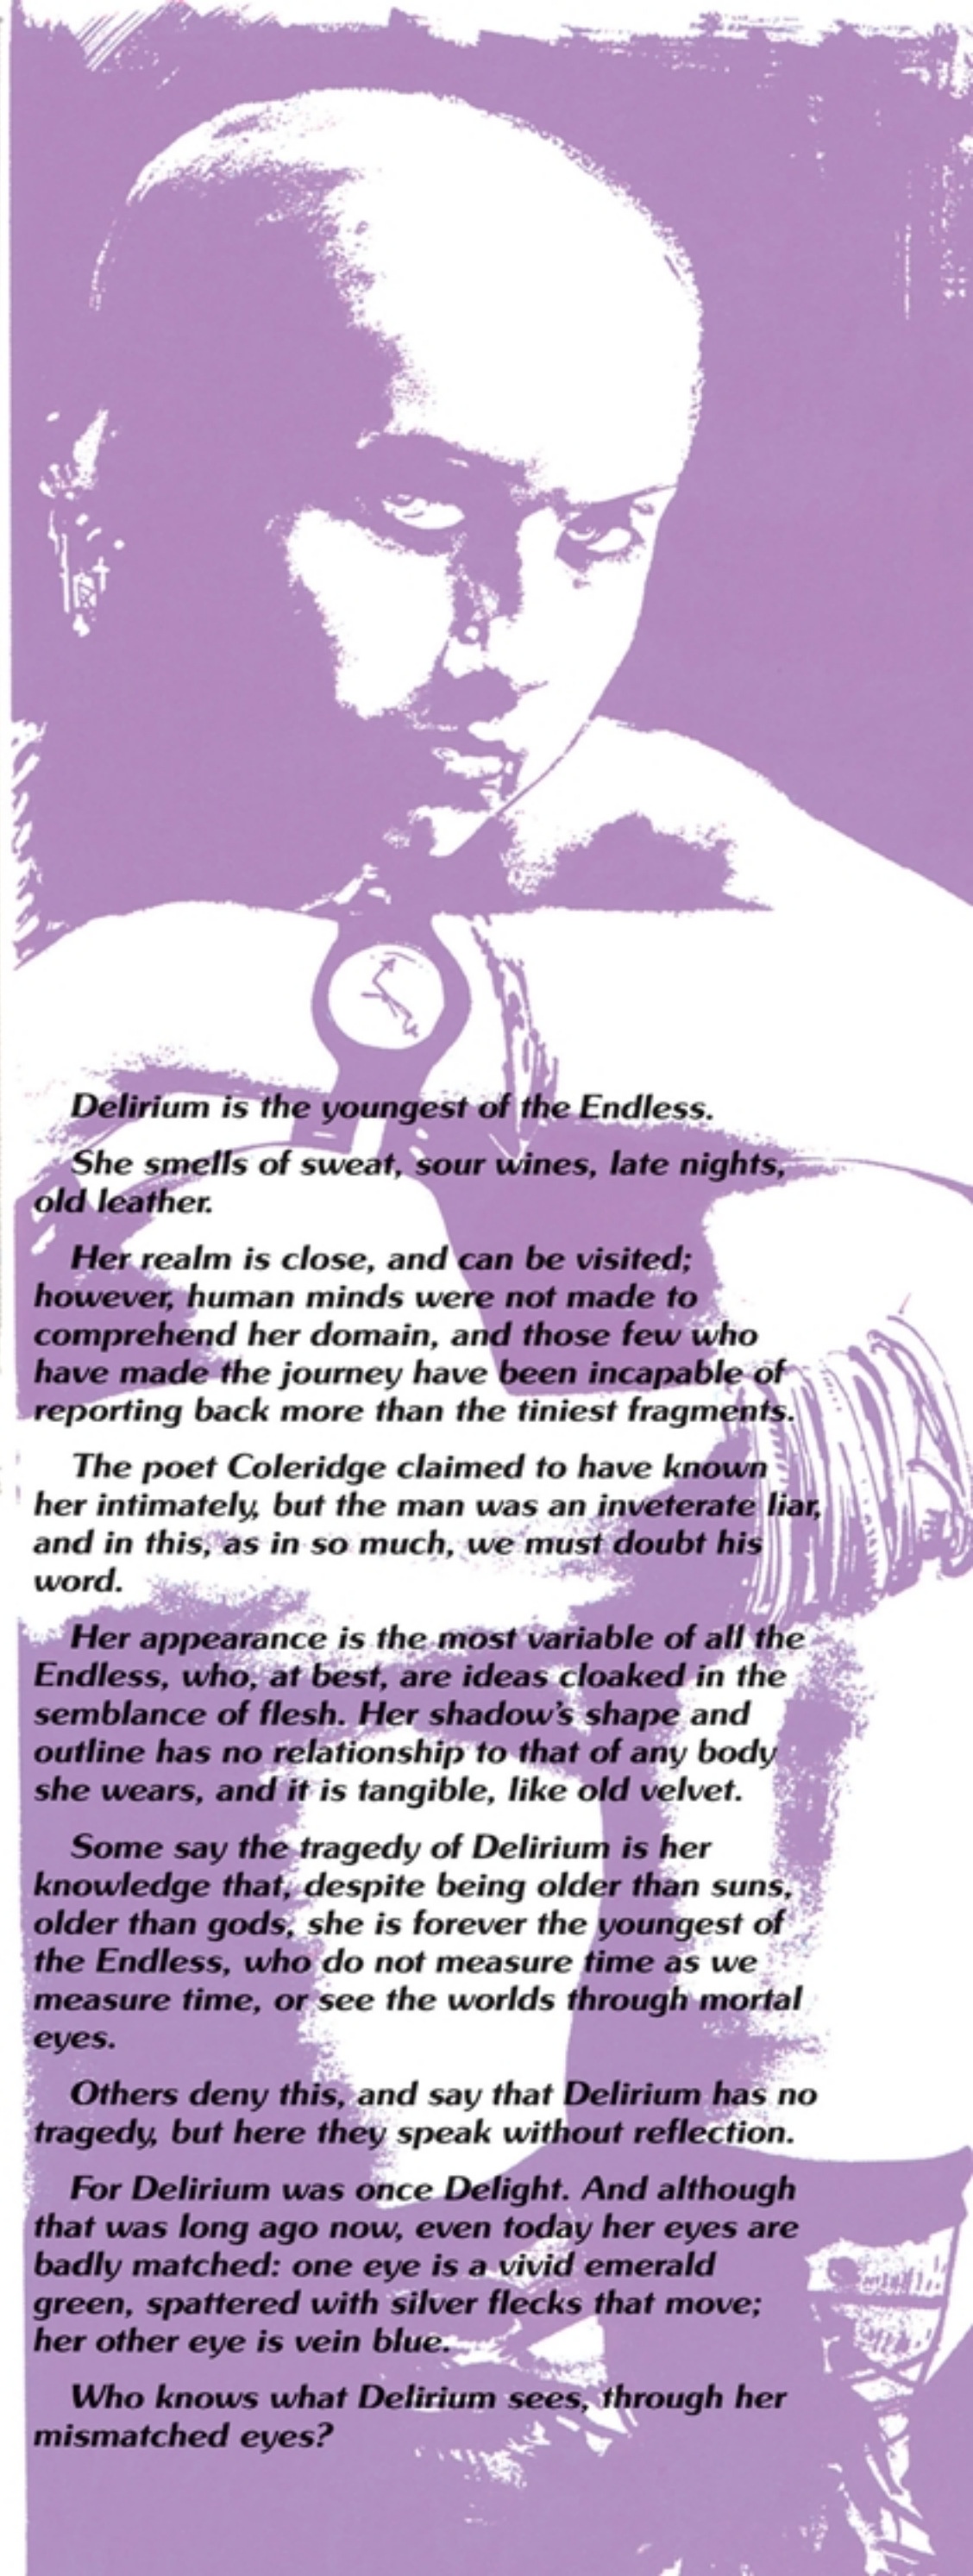 Delirium is the youngest of the Endless.
She smells of sweat, sour wines, late nights,
old leather.
Her realm is close, and can be visited;
however, human minds were not made to
comprehend her domain, and those few who
have made the journey have been incapable of
reporting back more than the tiniest fragments.
The poet Coleridge claimed to have known
her intimately, but the man was an inveterate liar,
and in this, as in so much, we must doubt his
word.
Her appearance is the most variable of all the
Endless, who, at best, are ideas cloaked in the
semblance of flesh. Her shadow's shape and
outline has no relationship to that of any body
she wears, and it is tangible, like old velvet.
Some say the tragedy of Delirium is her
knowledge that, despite being older than suns,
older than gods, she is forever the youngest of
the Endless, who do not measure time as we
measure time, or see the worlds through mortal
eyes.
Others deny this, and say that Delirium has no
tragedy, but here they speak without reflection.
For Delirium was once Delight. And although
that was long ago now, even today her eyes are
badly matched: one eye is a vivid emerald
green, spattered with silver flecks that move;
her other eye is vein blue.
Who knows what Delirium sees, through her
mismatched eyes?